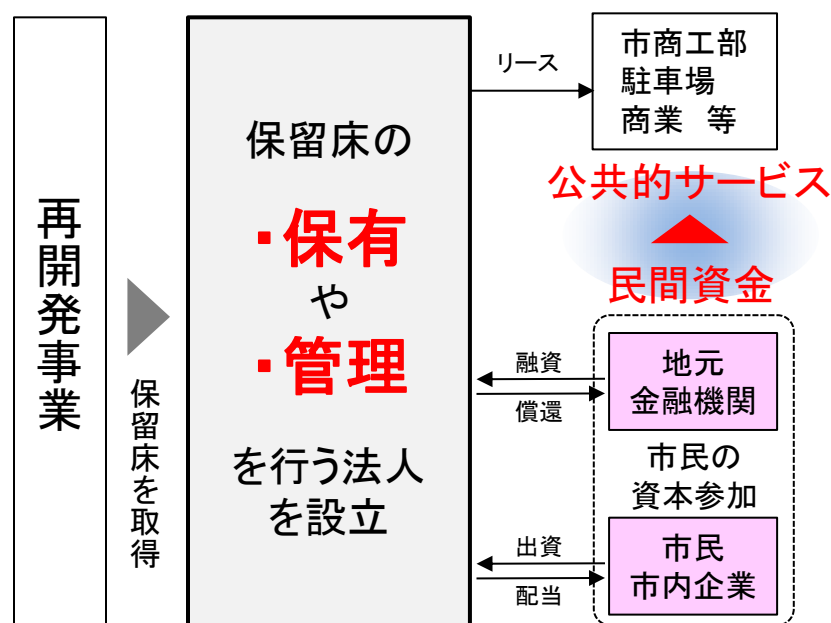 再開発事業
保留床を取得
保留床の
・保有
や
・管理
を行う法人
を設立
リース
市商工部
駐車場
商業　等
公共的サービス
民間資金
融資
償還
地元
金融機関
市民の
資本参加
出資
配当
市民
市内企業